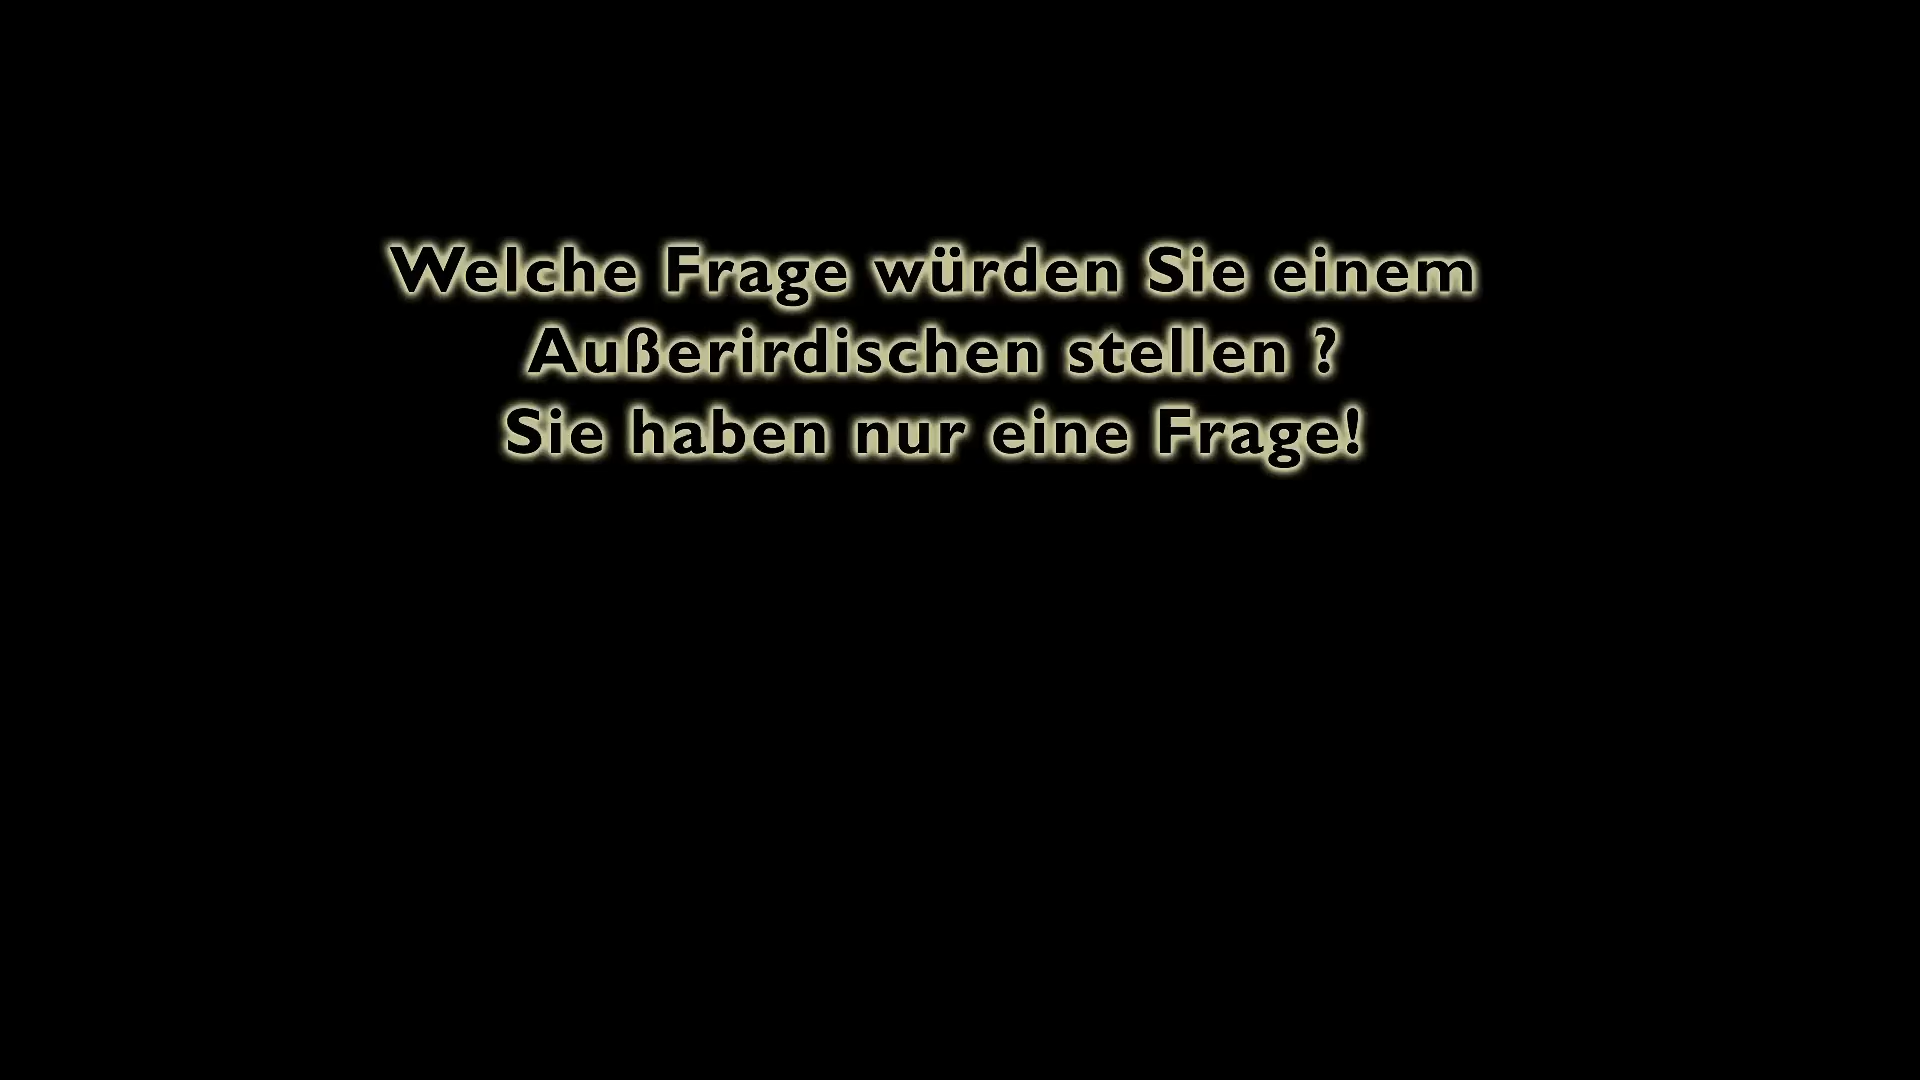 Welche Frage würden Sie einem
Außerirdischen stellen ?
Sie haben nur eine Frage!